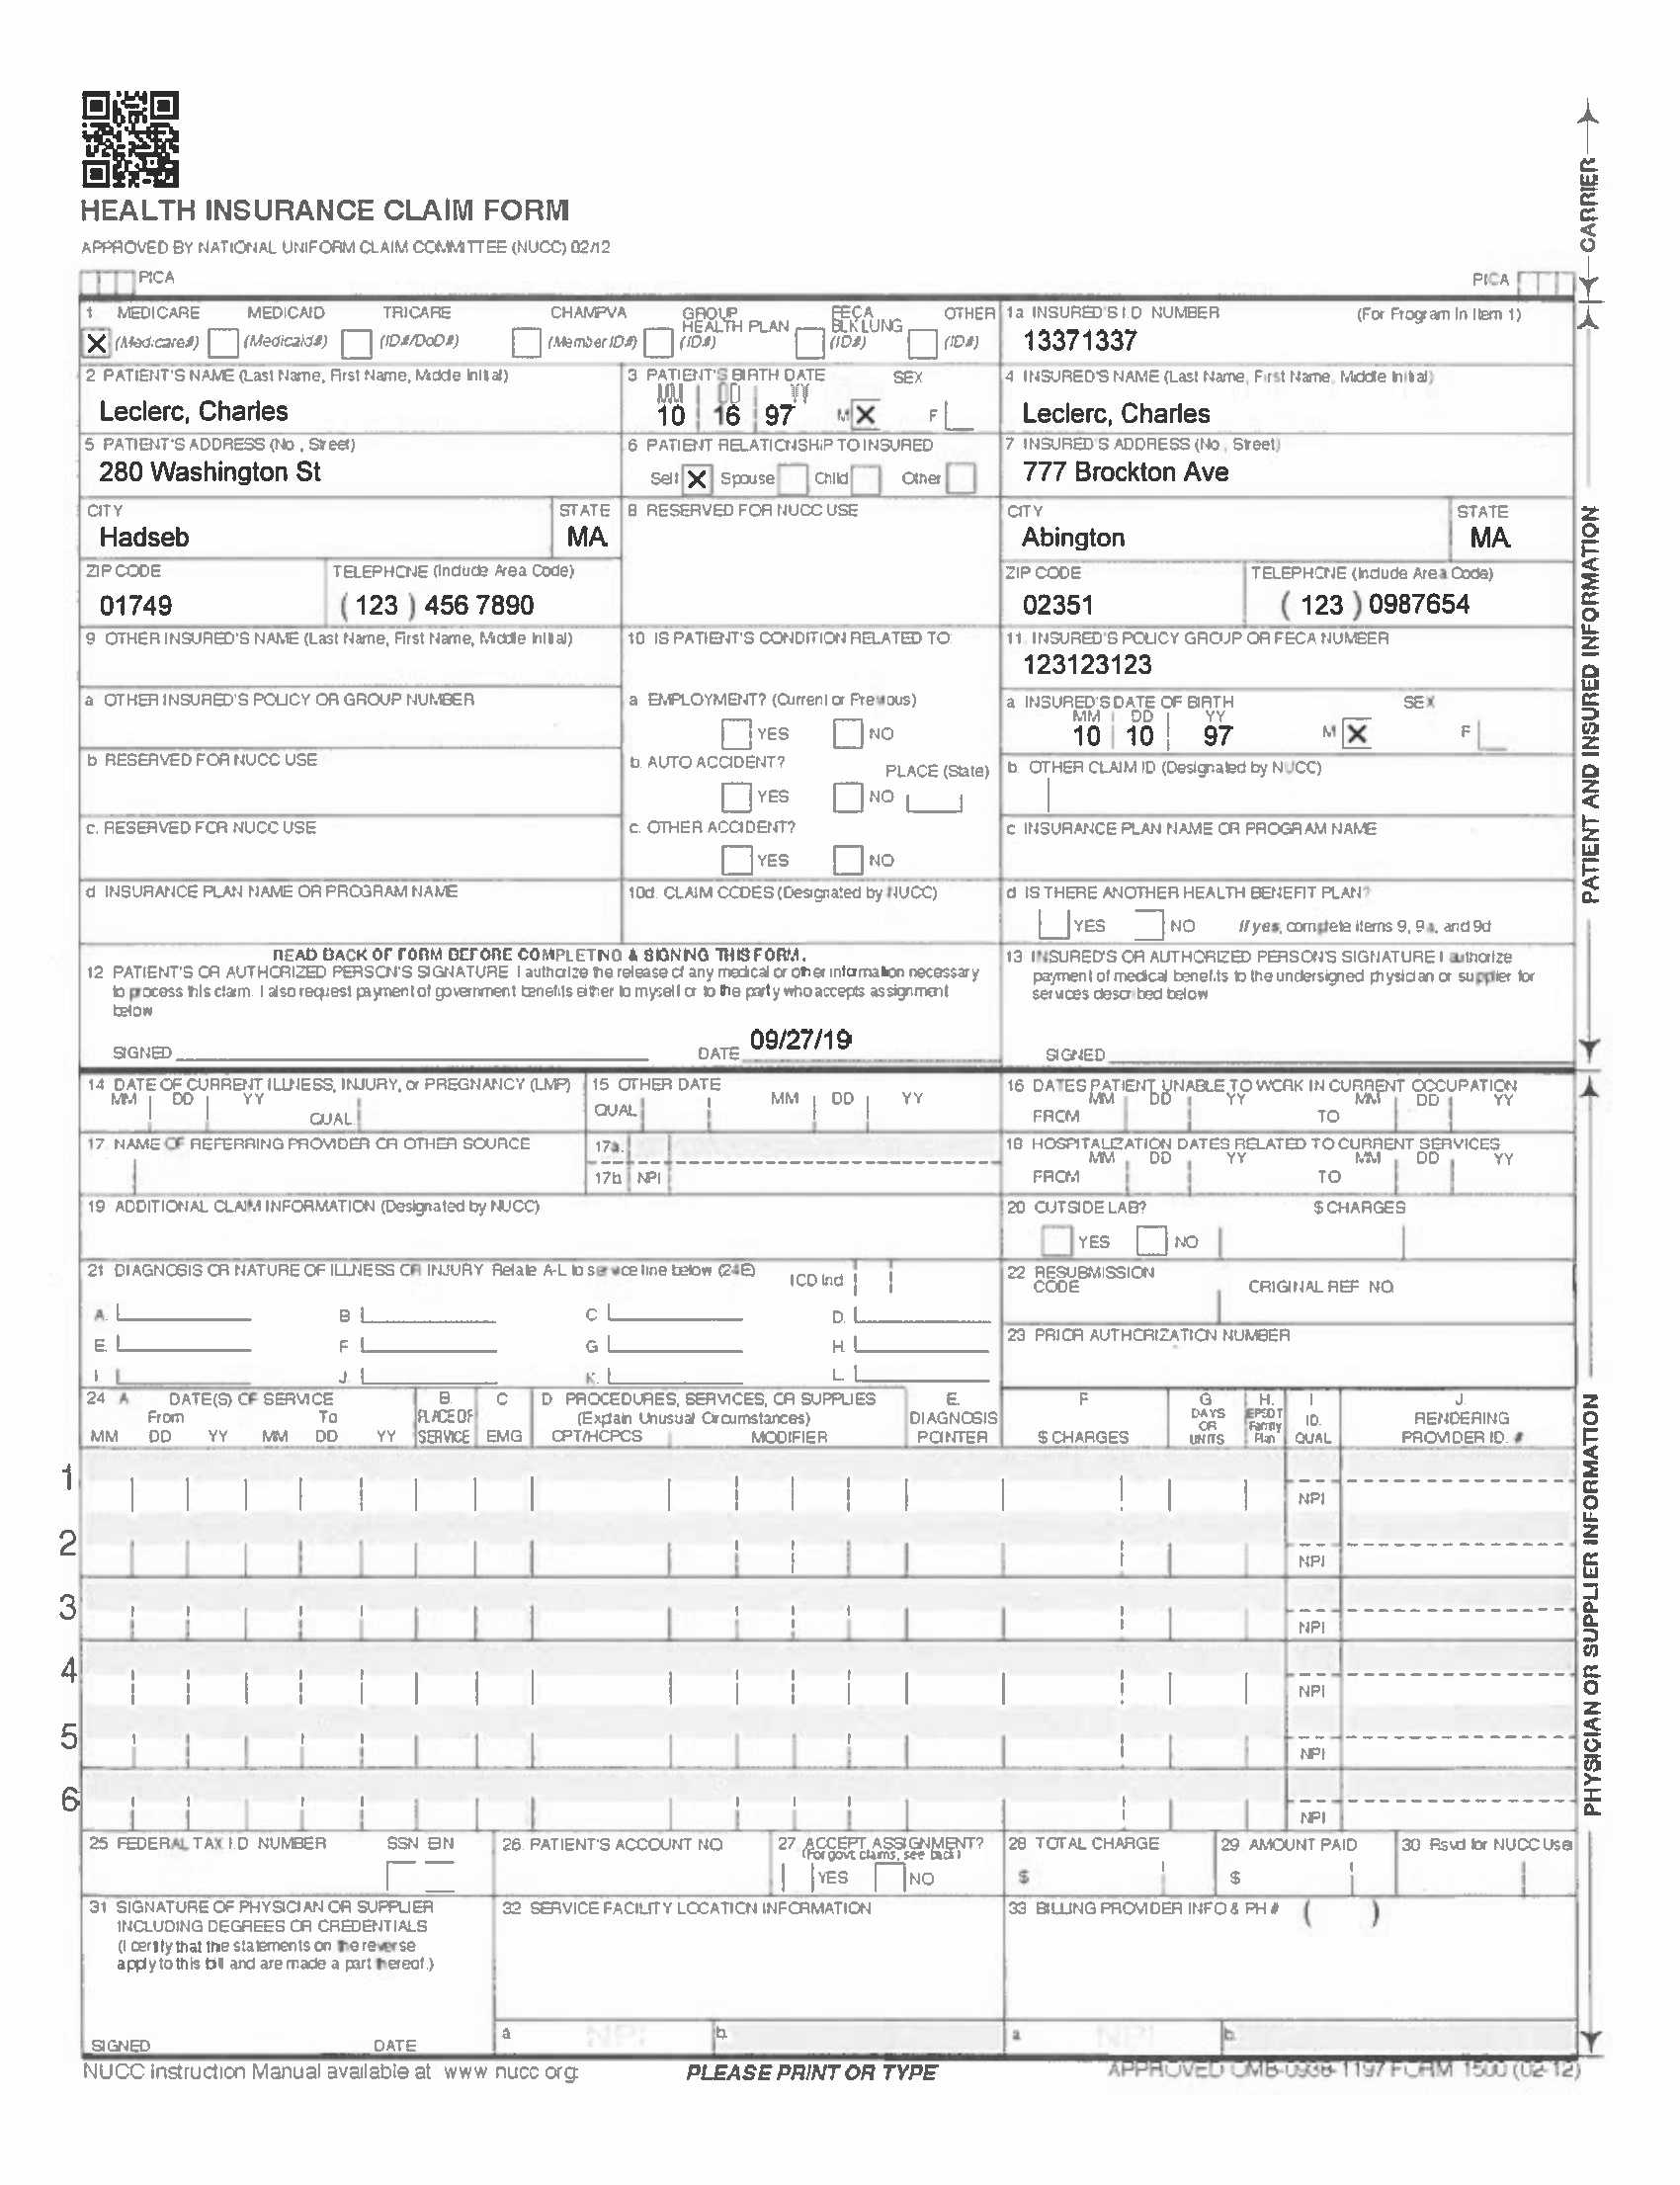 HEALTH INSURANCE CLAIM FORM
APPROVED BY NATIONAL UNIFORM CLAIM COMMITTEE (NUCC) 02/12
PICA PICA
CARRIER
1. MEDICARE MEDICAID TRICARE CHAMPVA GROUP HEALTH PLAN FECA BLK LUNG OTHER
X (Medicare#) (Medicaid#) (ID#/DoD#) (Member ID#) (ID#) (ID#) (ID#)
1a INSURED'S I.D NUMBER (For Program In Item 1)
13371337
2 PATIENT'S NAME (Last Name, First Name, Middle Initial)
Leclerc, Charles
3 PATIENT'S BIRTH DATE SEX
MM DD YY
10 16 97 M X F
4 INSURED'S NAME (Last Name, First Name, Middle Initial)
Leclerc, Charles
5 PATIENT'S ADDRESS (No, Street)
280 Washington St
6 PATIENT RELATIONSHIP TO INSURED
Self X Spouse Child Other
7 INSURED'S ADDRESS (No, Street)
777 Brockton Ave
CITY STATE
Hadseb MA
8 RESERVED FOR NUCC USE
CITY STATE
Abington MA
ZIP CODE TELEPHONE (Include Area Code)
01749 (123) 456 7890
ZIP CODE TELEPHONE (Include Area Code)
02351 (123) 0987654
9 OTHER INSURED'S NAME (Last Name, First Name, Middle Initial)
10 IS PATIENT'S CONDITION RELATED TO:
11. INSURED'S POLICY GROUP OR FECA NUMBER
123123123
a OTHER INSURED'S POLICY OR GROUP NUMBER
a EMPLOYMENT? (Current or Previous)
YES NO
a INSURED'S DATE OF BIRTH SEX
MM DD YY
10 10 97 M X F
b RESERVED FOR NUCC USE
b. AUTO ACCIDENT? PLACE (State)
YES NO
b. OTHER CLAIM ID (Designated by NUCC)
c. RESERVED FOR NUCC USE
c. OTHER ACCIDENT?
YES NO
c INSURANCE PLAN NAME OR PROGRAM NAME
d INSURANCE PLAN NAME OR PROGRAM NAME
10d. CLAIM CODES (Designated by NUCC)
d IS THERE ANOTHER HEALTH BENEFIT PLAN?
YES NO If yes, complete items 9, 9a, and 9d
PATIENT AND INSURED INFORMATION
READ BACK OF FORM BEFORE COMPLETING & SIGNING THIS FORM.
12 PATIENT'S OR AUTHORIZED PERSON'S SIGNATURE I authorize the release of any medical or other information necessary
to process this claim. I also request payment of government benefits either to myself or to the party who accepts assignment
below
SIGNED DATE 09/27/19
13 INSURED'S OR AUTHORIZED PERSON'S SIGNATURE I authorize
payment of medical benefits to the undersigned physician or supplier for
services described below
SIGNED
14 DATE OF CURRENT ILLNESS, INJURY, or PREGNANCY (LMP)
MM DD YY
QUAL.
15 OTHER DATE
QUAL. MM DD YY
16 DATES PATIENT UNABLE TO WORK IN CURRENT OCCUPATION
MM DD YY MM DD YY
FROM TO
17. NAME OF REFERRING PROVIDER OR OTHER SOURCE
17a.
17b NPI
18 HOSPITALIZATION DATES RELATED TO CURRENT SERVICES
MM DD YY MM DD YY
FROM TO
19 ADDITIONAL CLAIM INFORMATION (Designated by NUCC)
20 OUTSIDE LAB? $ CHARGES
YES NO
21 DIAGNOSIS OR NATURE OF ILLNESS OR INJURY Relate A-L to service line below (24E) ICD Ind
A. B C D.
E. F G H.
I. J. K. L.
22 RESUBMISSION
CODE ORIGINAL REF NO.
23 PRIOR AUTHORIZATION NUMBER
24 A DATE(S) OF SERVICE B. C D PROCEDURES, SERVICES, OR SUPPLIES E. F G H. I J.
From To PLACE OF (Explain Unusual Circumstances) DIAGNOSIS DAYS OR UNITS EPSDT Family Plan ID. QUAL. RENDERING
MM DD YY MM DD YY SERVICE EMG CPT/HCPCS MODIFIER POINTER $ CHARGES PROVIDER ID. #
1 NPI
2 NPI
3 NPI
4 NPI
5 NPI
6 NPI
PHYSICIAN OR SUPPLIER INFORMATION
25 FEDERAL TAX I.D NUMBER SSN EIN
26. PATIENT'S ACCOUNT NO
27 ACCEPT ASSIGNMENT?
(For govt. claims, see back)
YES NO
28 TOTAL CHARGE
$
29 AMOUNT PAID
$
30 Rsvd for NUCC Use
31 SIGNATURE OF PHYSICIAN OR SUPPLIER
INCLUDING DEGREES OR CREDENTIALS
(I certify that the statements on the reverse
apply to this bill and are made a part thereof.)
SIGNED DATE
32 SERVICE FACILITY LOCATION INFORMATION
a NPI b.
33 BILLING PROVIDER INFO & PH # ( )
a NPI b.
NUCC Instruction Manual available at: www nucc org
PLEASE PRINT OR TYPE
APPROVED OMB-0938-1197 FORM 1500 (02-12)